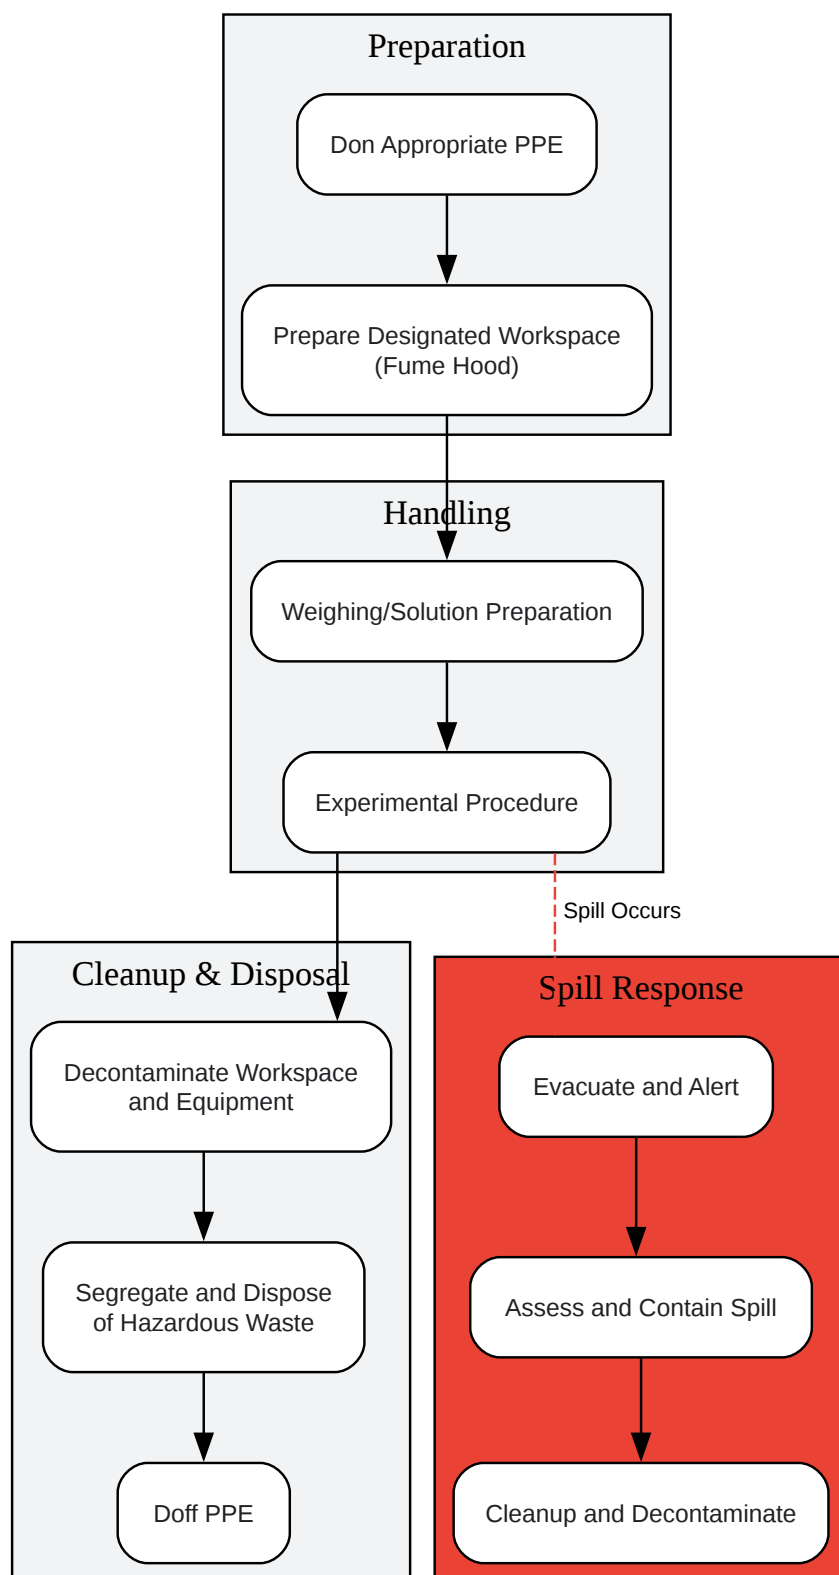 Preparation
Don Appropriate PPE
Prepare Designated Workspace
(Fume Hood)
Handling
Weighing/Solution Preparation
Experimental Procedure
Spill Occurs
Cleanup & Disposal
Decontaminate Workspace
and Equipment
Segregate and Dispose
of Hazardous Waste
Doff PPE
Spill Response
Evacuate and Alert
Assess and Contain Spill
Cleanup and Decontaminate